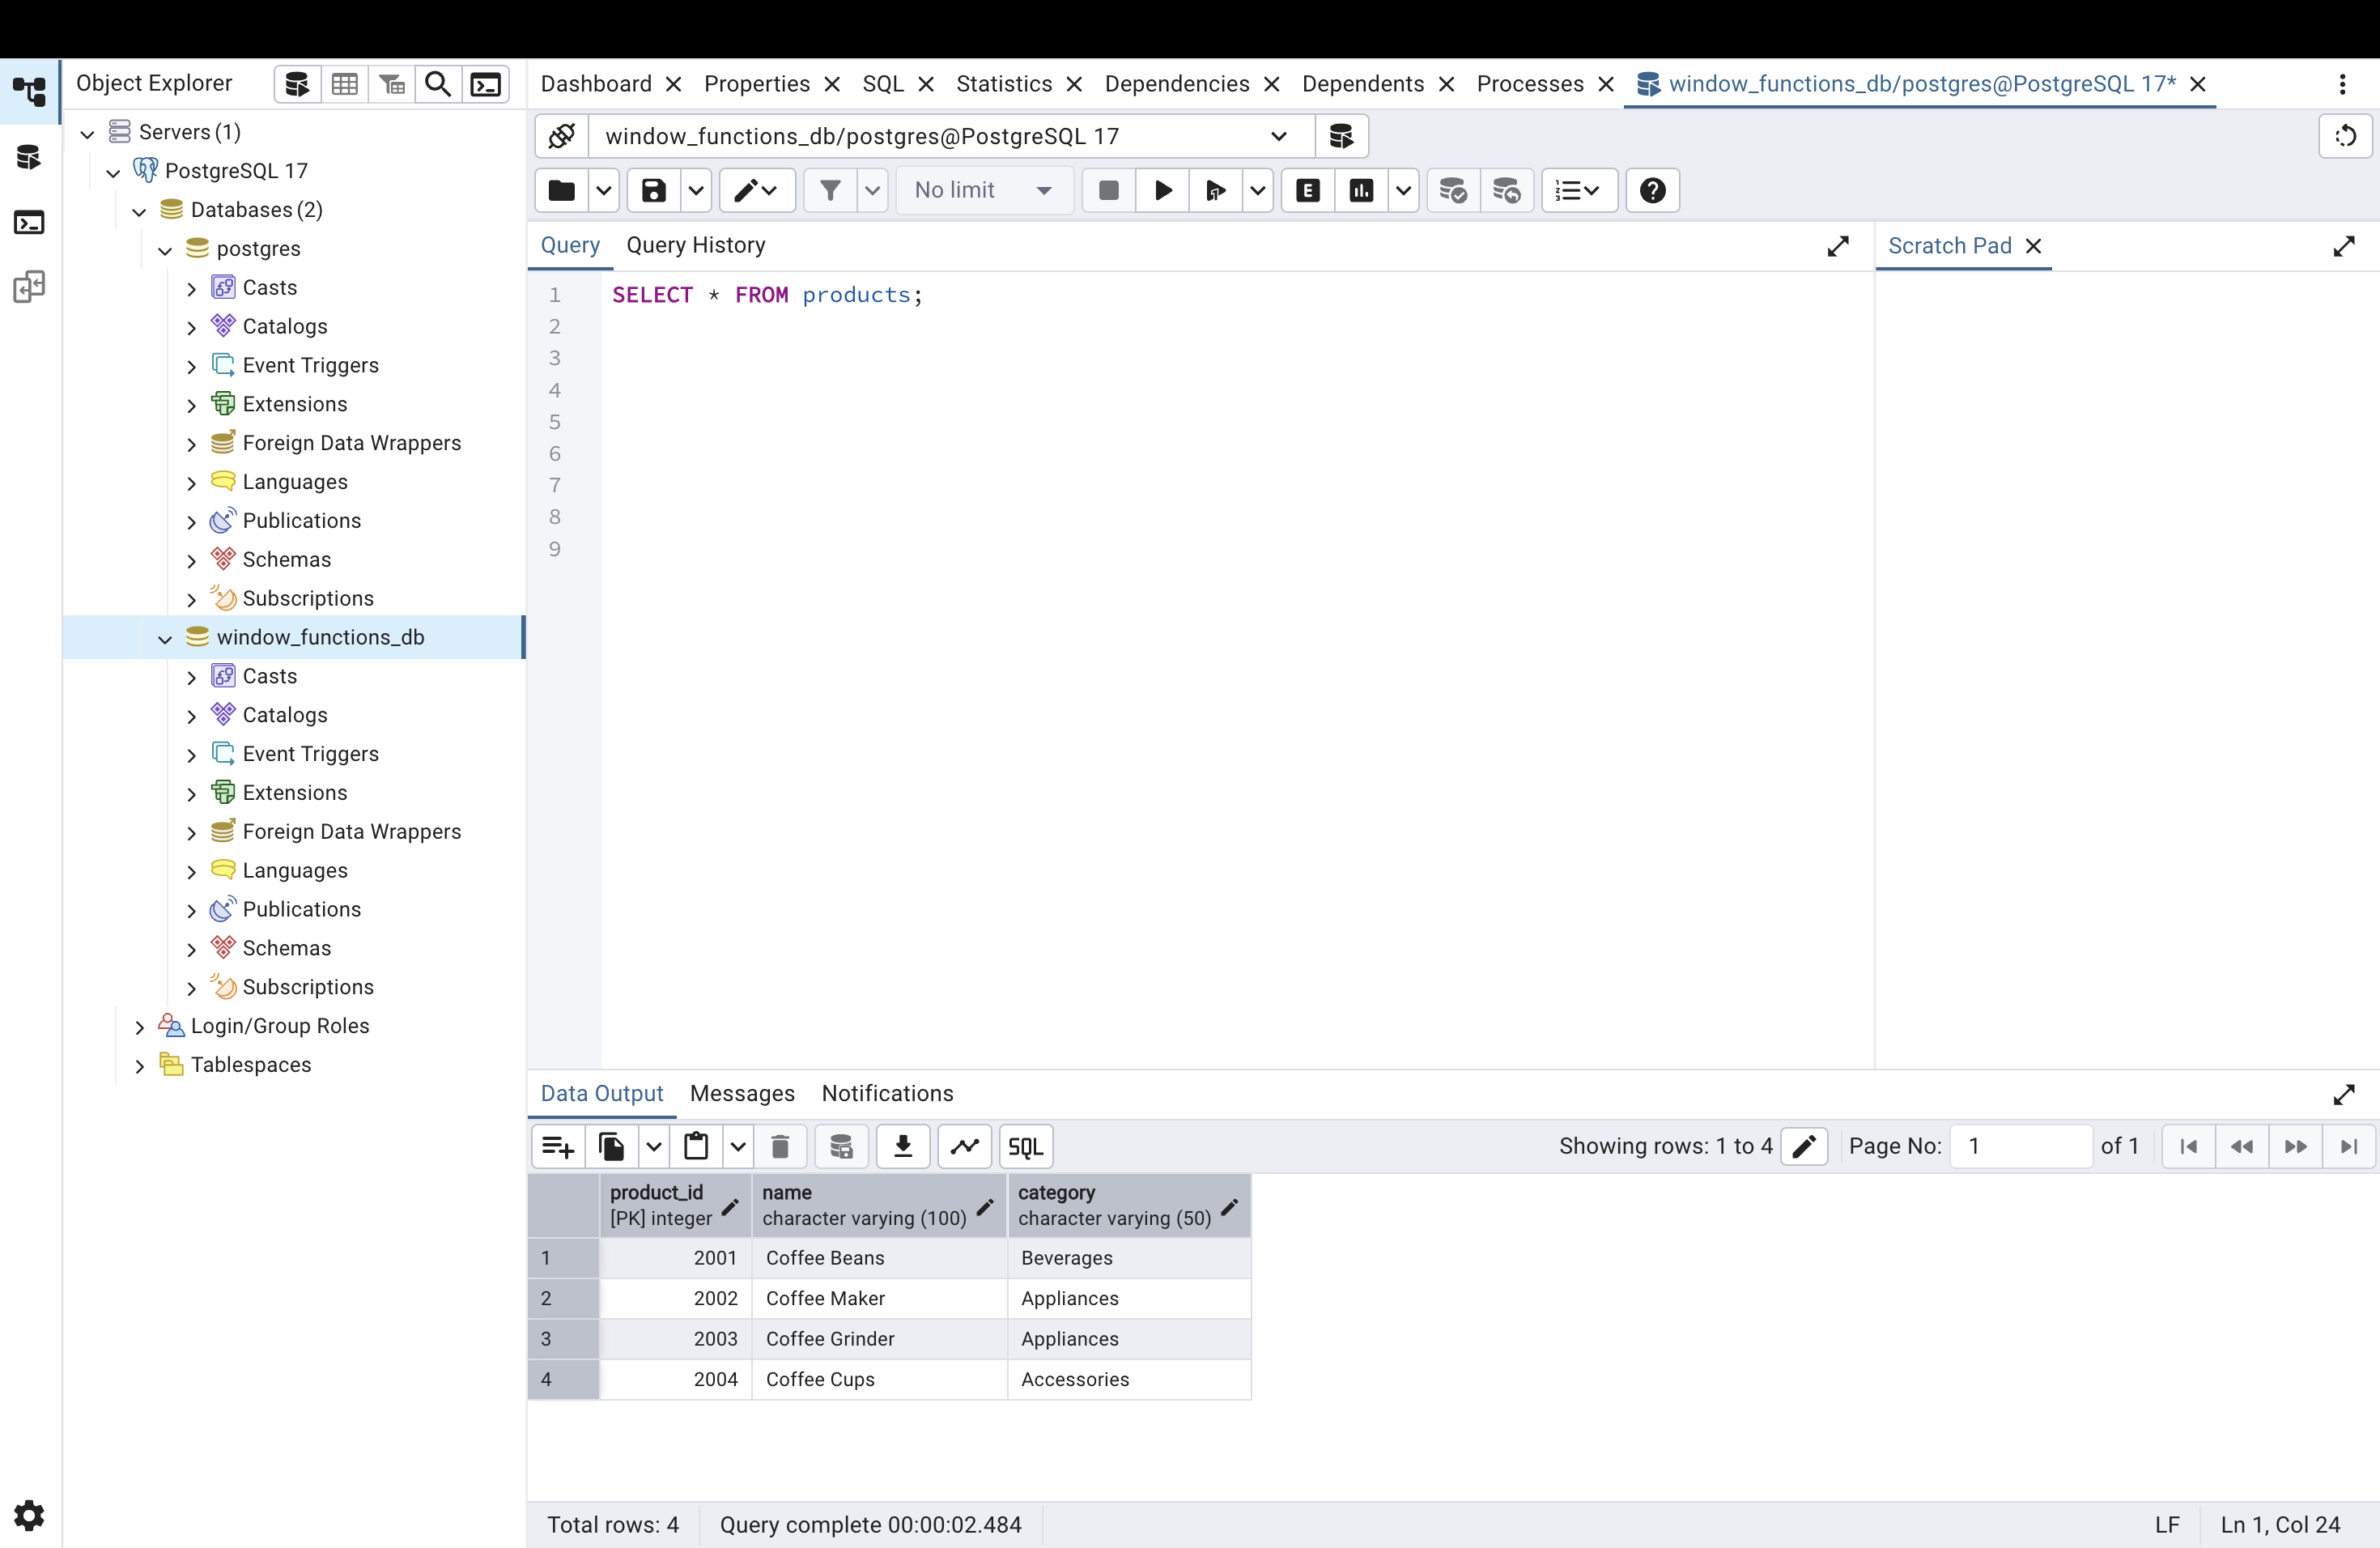 Object Explorer
Dashboard Properties SQL Statistics Dependencies Dependents Processes window_functions_db/postgres@PostgreSQL 17*
Servers (1)
PostgreSQL 17
Databases (2)
postgres
Casts
Catalogs
Event Triggers
Extensions
Foreign Data Wrappers
Languages
Publications
Schemas
Subscriptions
window_functions_db
Casts
Catalogs
Event Triggers
Extensions
Foreign Data Wrappers
Languages
Publications
Schemas
Subscriptions
Login/Group Roles
Tablespaces
window_functions_db/postgres@PostgreSQL 17
No limit
E
Query Query History
Scratch Pad
1 SELECT * FROM products;
2
3
4
5
6
7
8
9
Data Output Messages Notifications
SQL
Showing rows: 1 to 4 Page No: 1 of 1
product_id name category
[PK] integer character varying (100) character varying (50)
1 2001 Coffee Beans Beverages
2 2002 Coffee Maker Appliances
3 2003 Coffee Grinder Appliances
4 2004 Coffee Cups Accessories
Total rows: 4 Query complete 00:00:02.484 LF Ln 1, Col 24